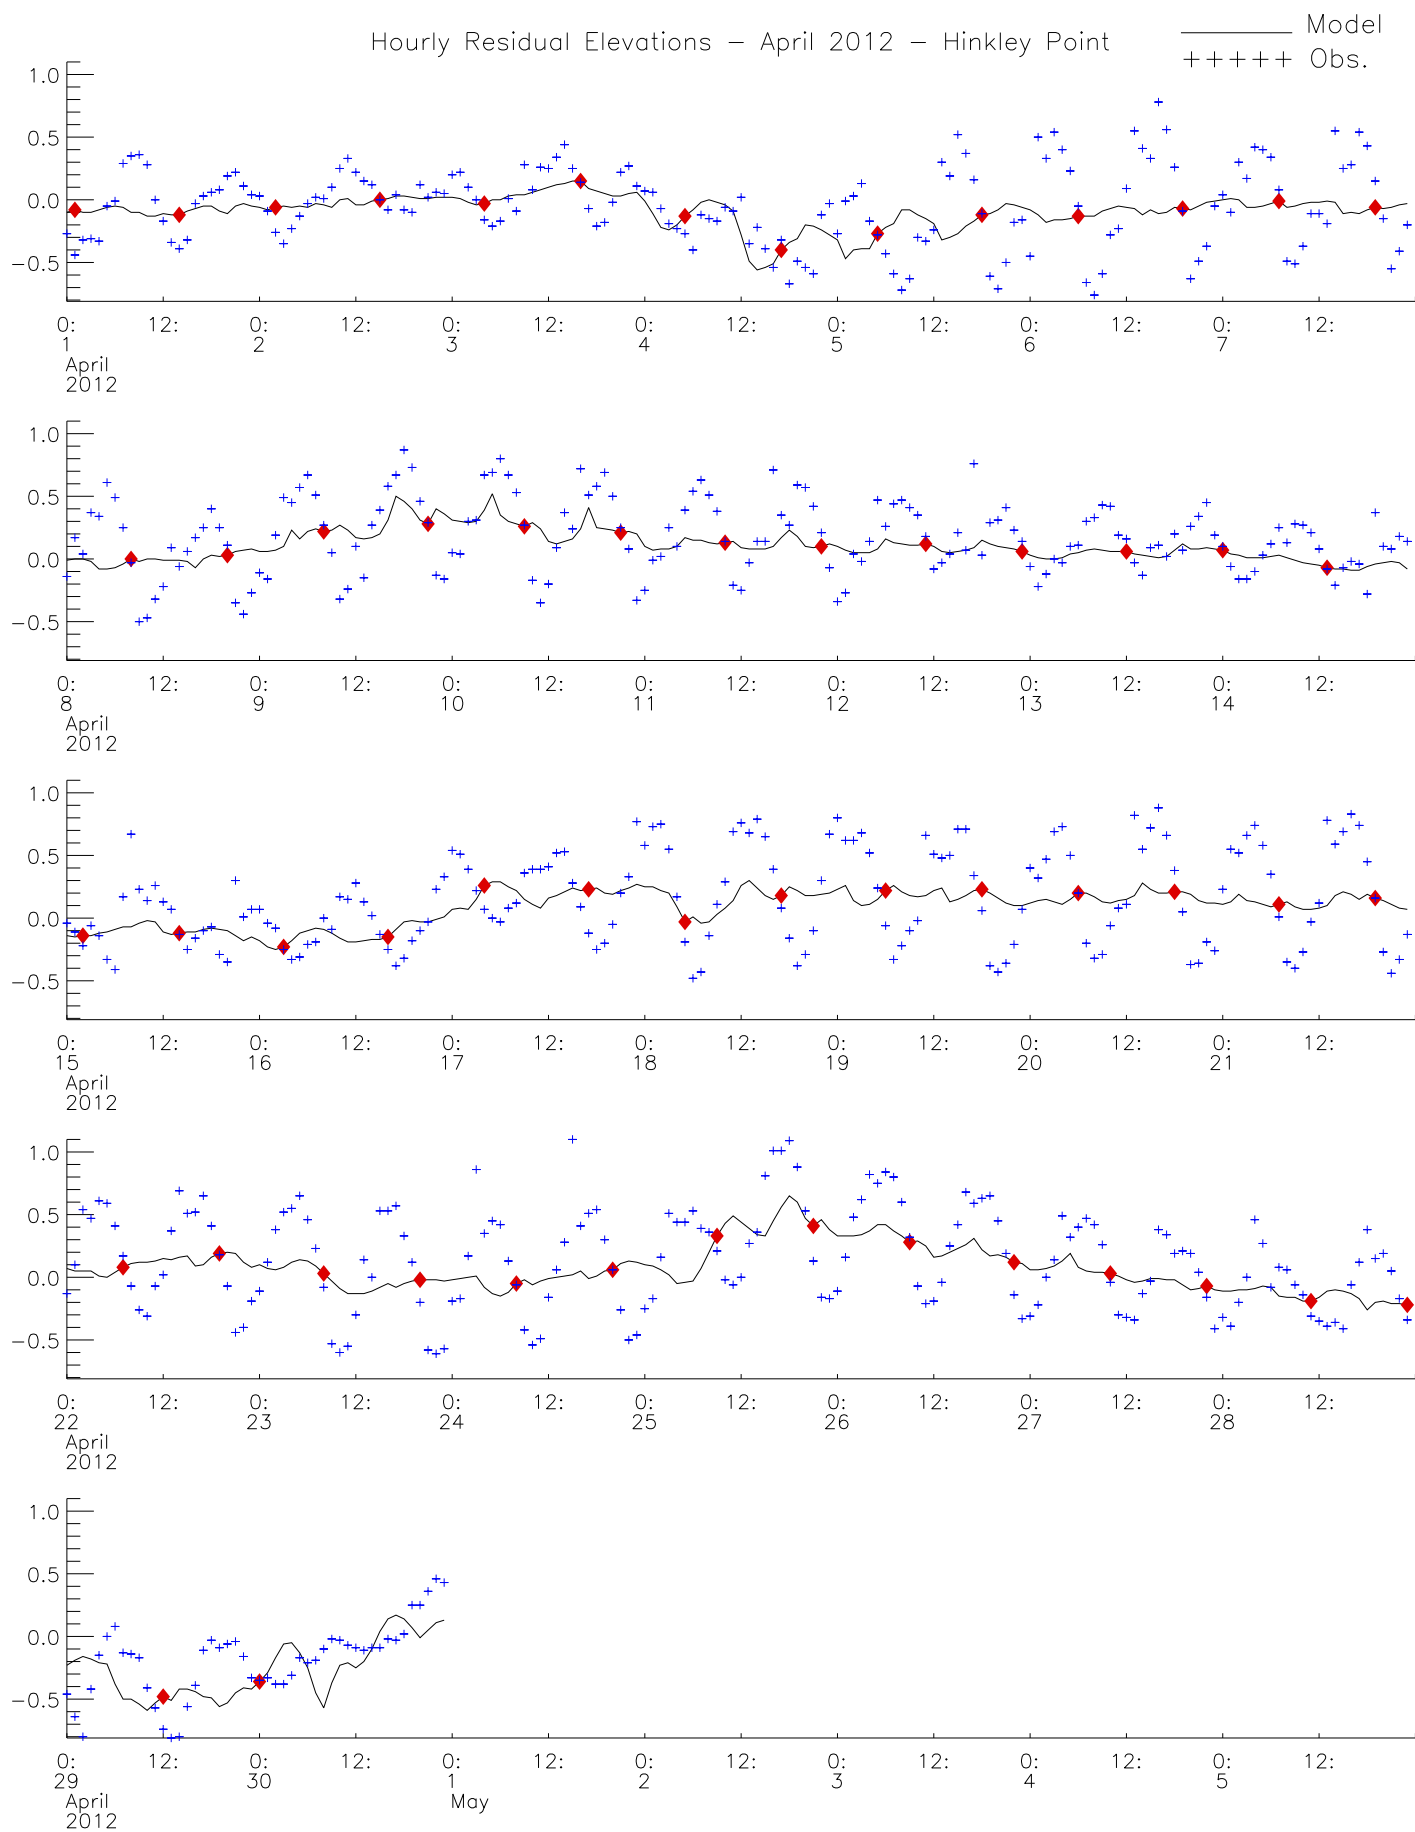 Hourly Residual Elevations – April 2012 – Hinkley Point
Model
+++++ Obs.
1.0
0.5
0.0
−0.5
0: 12: 0: 12: 0: 12: 0: 12: 0: 12: 0: 12: 0: 12:
1 2 3 4 5 6 7
April
2012
1.0
0.5
0.0
−0.5
0: 12: 0: 12: 0: 12: 0: 12: 0: 12: 0: 12: 0: 12:
8 9 10 11 12 13 14
April
2012
1.0
0.5
0.0
−0.5
0: 12: 0: 12: 0: 12: 0: 12: 0: 12: 0: 12: 0: 12:
15 16 17 18 19 20 21
April
2012
1.0
0.5
0.0
−0.5
0: 12: 0: 12: 0: 12: 0: 12: 0: 12: 0: 12: 0: 12:
22 23 24 25 26 27 28
April
2012
1.0
0.5
0.0
−0.5
0: 12: 0: 12: 0: 12: 0: 12: 0: 12: 0: 12: 0: 12:
29 30 1 2 3 4 5
April May
2012